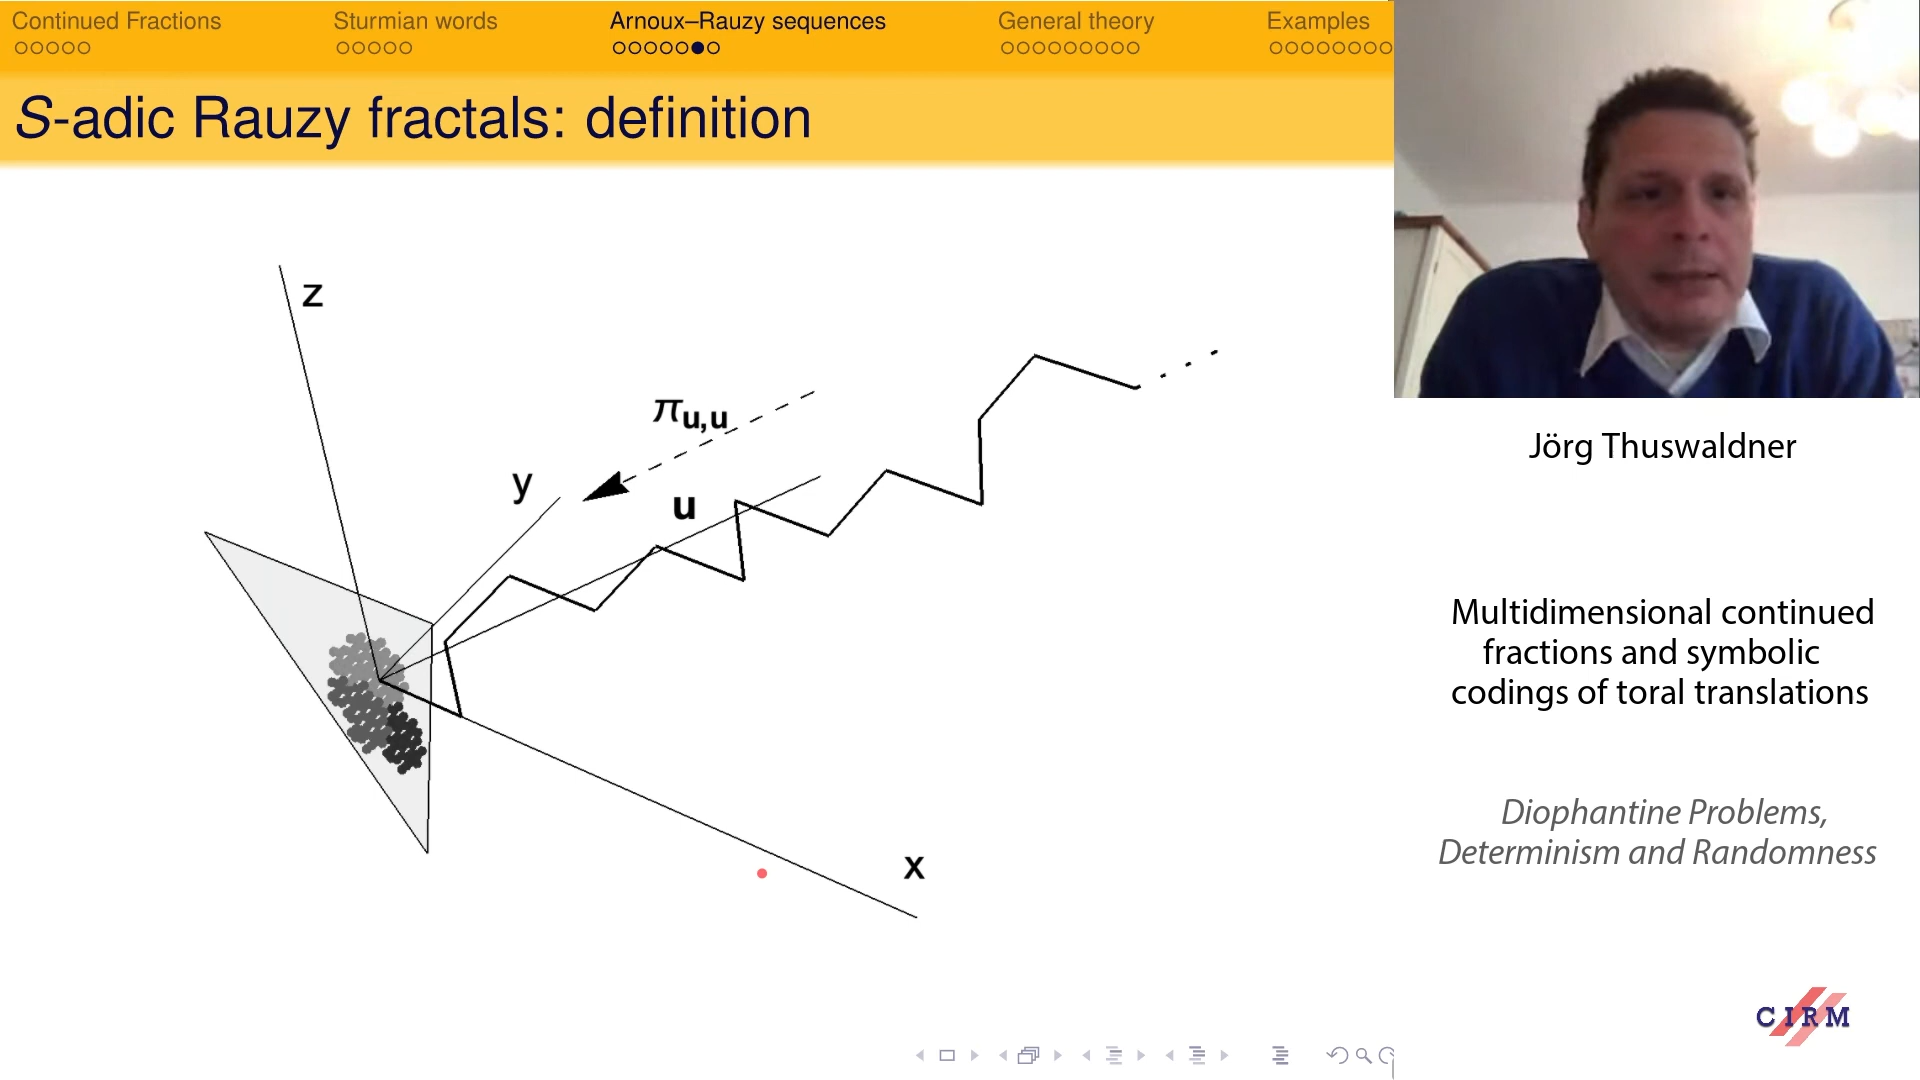 Continued Fractions Sturmian words Arnoux–Rauzy sequences General theory Examples
S-adic Rauzy fractals: definition
z
πu,u
y
u
x
Jörg Thuswaldner
Multidimensional continued
fractions and symbolic
codings of toral translations
Diophantine Problems,
Determinism and Randomness
CIRM